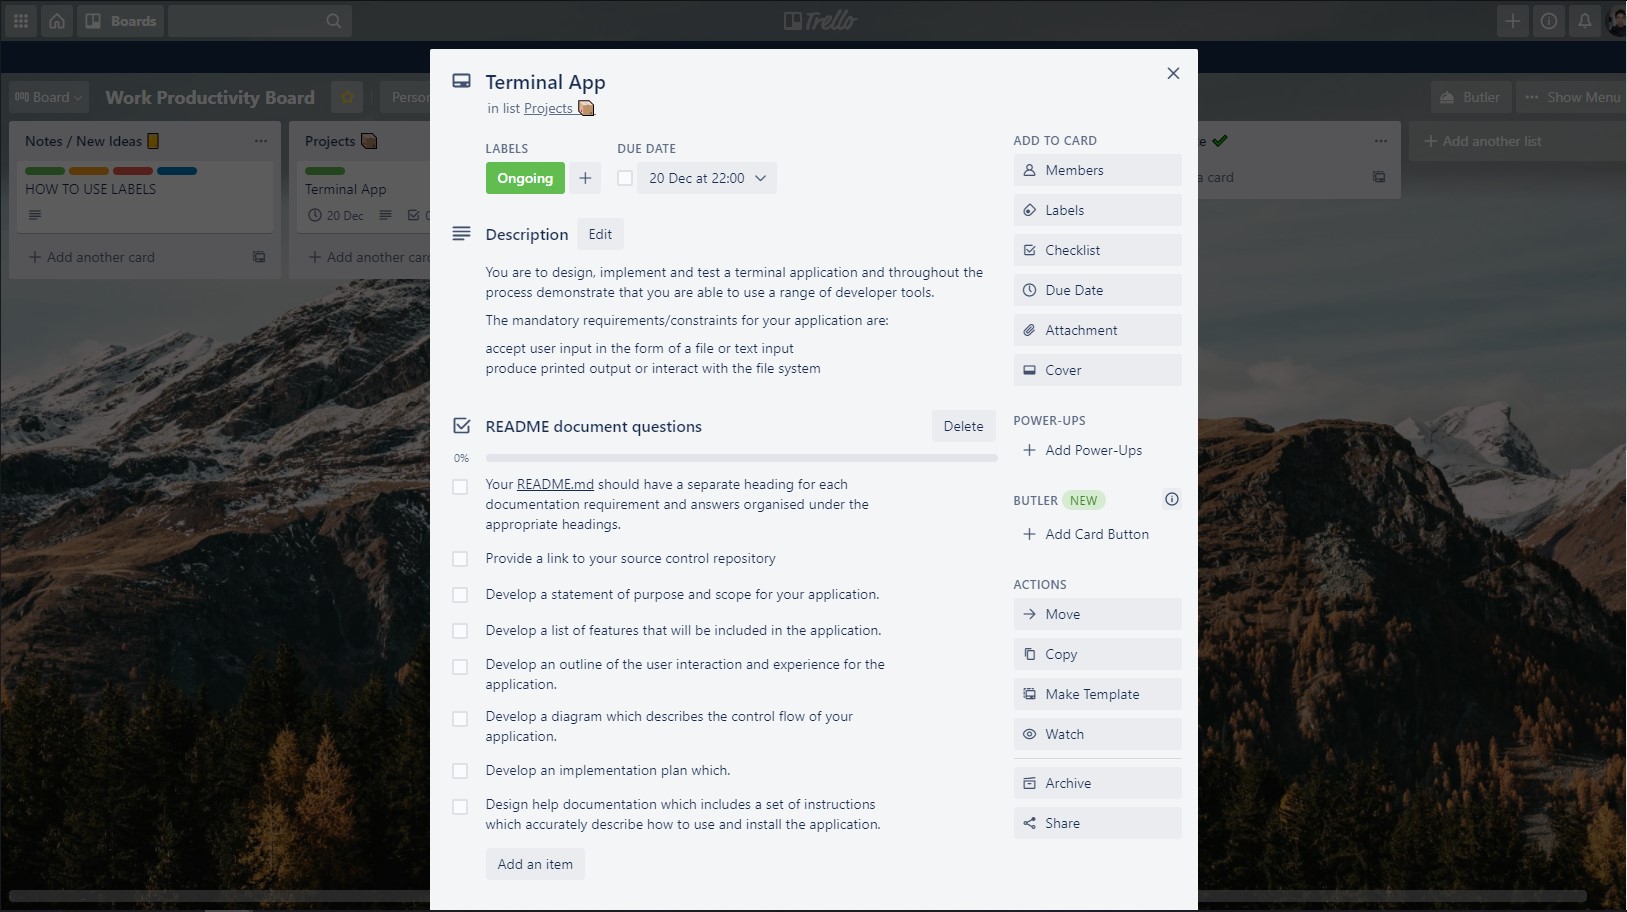 Boards
Trello
Board
Work Productivity Board
Butler
Show Menu
Notes / New Ideas
HOW TO USE LABELS
Add another card
Projects
Terminal App
20 Dec
Add another list
a card
Terminal App
in list Projects
LABELS
DUE DATE
Ongoing
20 Dec at 22:00
Description
Edit
You are to design, implement and test a terminal application and throughout the
process demonstrate that you are able to use a range of developer tools.
The mandatory requirements/constraints for your application are:
accept user input in the form of a file or text input
produce printed output or interact with the file system
README document questions
Delete
0%
Your README.md should have a separate heading for each
documentation requirement and answers organised under the
appropriate headings.
Provide a link to your source control repository
Develop a statement of purpose and scope for your application.
Develop a list of features that will be included in the application.
Develop an outline of the user interaction and experience for the
application.
Develop a diagram which describes the control flow of your
application.
Develop an implementation plan which.
Design help documentation which includes a set of instructions
which accurately describe how to use and install the application.
Add an item
ADD TO CARD
Members
Labels
Checklist
Due Date
Attachment
Cover
POWER-UPS
Add Power-Ups
BUTLER NEW
Add Card Button
ACTIONS
Move
Copy
Make Template
Watch
Archive
Share